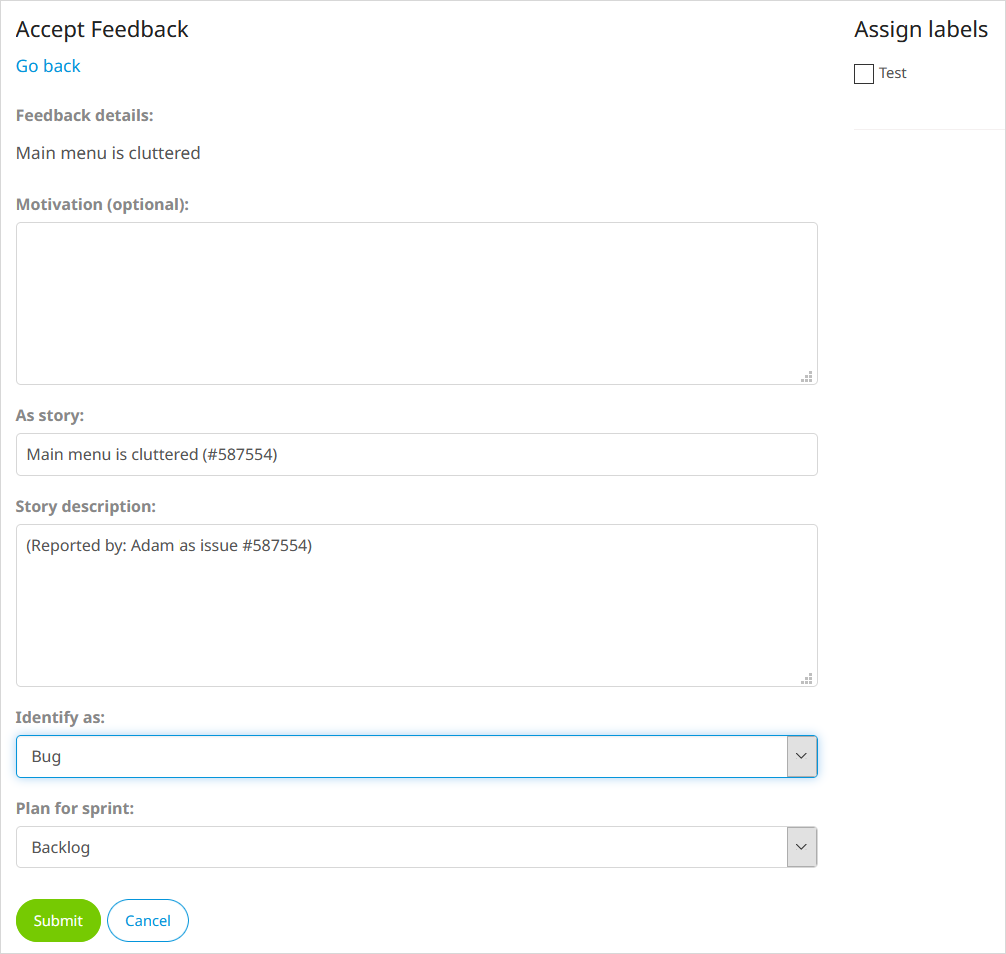 Accept Feedback
Go back
Feedback details:
Main menu is cluttered
Motivation (optional):
As story:
Main menu is cluttered (#587554)
Story description:
(Reported by: Adam as issue #587554)
Identify as:
Bug
Plan for sprint:
Backlog
Submit
Cancel
Assign labels
Test